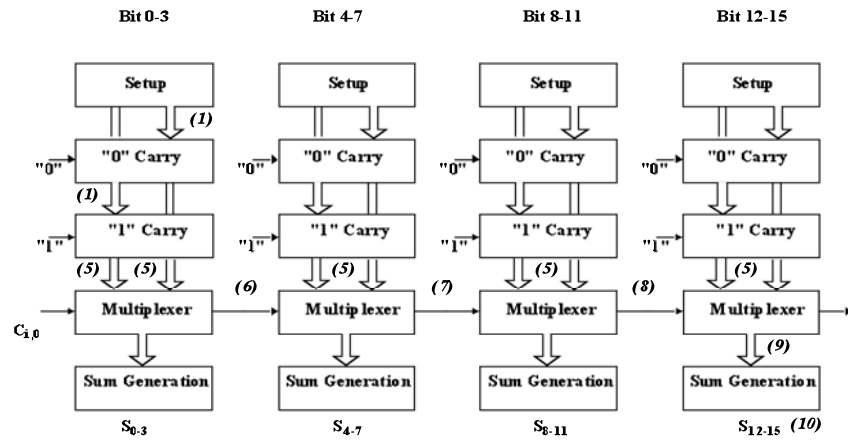 Bit 0-3 Bit 4-7 Bit 8-11 Bit 12-15
Setup Setup Setup Setup
(1)
"0" "0" Carry "0" "0" Carry "0" "0" Carry "0" "0" Carry
(1)
"1" "1" Carry "1" "1" Carry "1" "1" Carry "1" "1" Carry
(5) (5) (5) (5) (5)
(6) (7) (8)
Multiplexer Multiplexer Multiplexer Multiplexer
Ci,0
(9)
Sum Generation Sum Generation Sum Generation Sum Generation
S0-3 S4-7 S8-11 S12-15 (10)